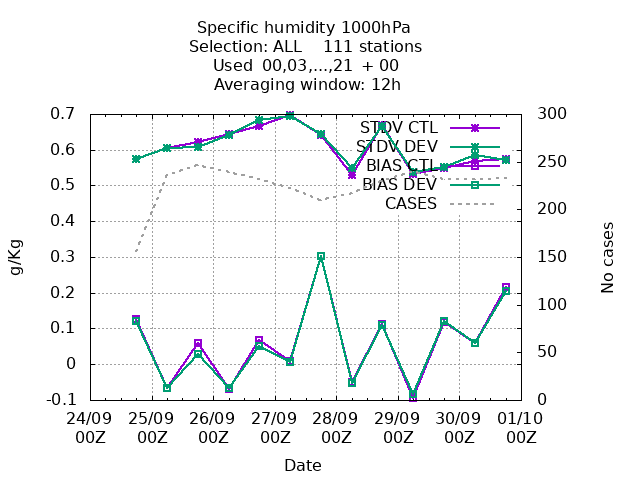 Specific humidity 1000hPa
Selection: ALL    111 stations
Used  00,03,...,21  + 00
Averaging window: 12h
0.7
0.6
0.5
0.4
0.3
0.2
0.1
0
-0.1
g/Kg
300
250
200
150
100
50
0
No cases
STDV CTL
STDV DEV
BIAS CTL
BIAS DEV
CASES
24/09 25/09 26/09 27/09 28/09 29/09 30/09 01/10
00Z 00Z 00Z 00Z 00Z 00Z 00Z 00Z
Date